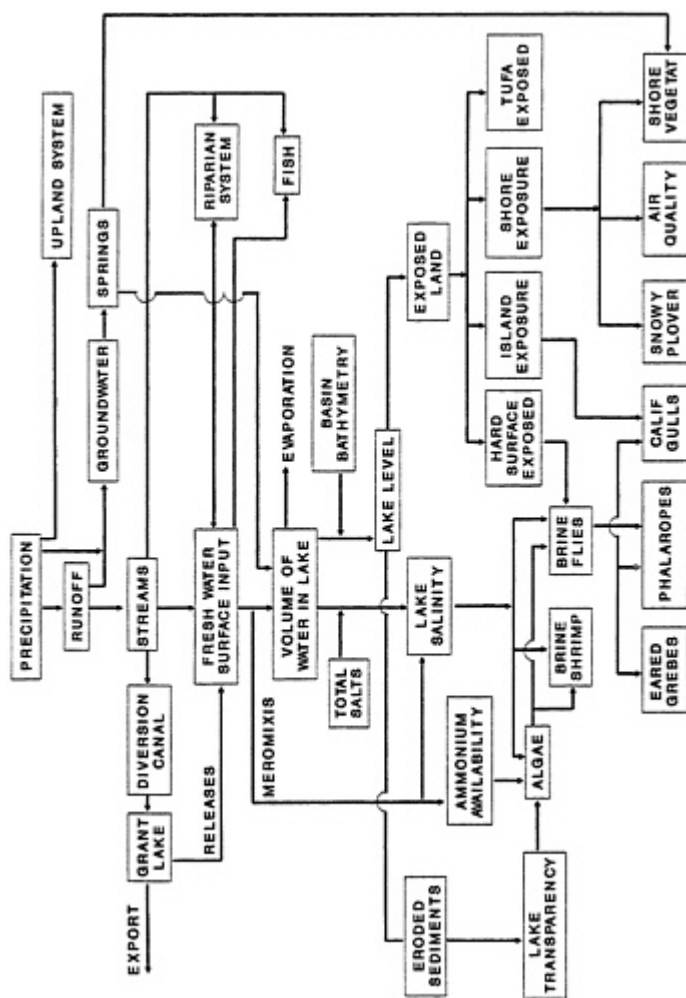 PRECIPITATION
UPLAND SYSTEM
RUNOFF
GROUNDWATER
SPRINGS
EXPORT
GRANT
LAKE
DIVERSION
CANAL
STREAMS
RELEASES
FRESH WATER
SURFACE INPUT
RIPARIAN
SYSTEM
FISH
MEROMIXIS
VOLUME OF
WATER IN LAKE
EVAPORATION
TOTAL
SALTS
BASIN
BATHYMETRY
LAKE LEVEL
ERODED
SEDIMENTS
AMMONIUM
AVAILABILITY
LAKE
SALINITY
EXPOSED
LAND
HARD
SURFACE
EXPOSED
ISLAND
EXPOSURE
SHORE
EXPOSURE
TUFA
EXPOSED
LAKE
TRANSPARENCY
ALGAE
BRINE
SHRIMP
BRINE
FLIES
EARED
GREBES
PHALAROPES
CALIF
GULLS
SNOWY
PLOVER
AIR
QUALITY
SHORE
VEGETAT